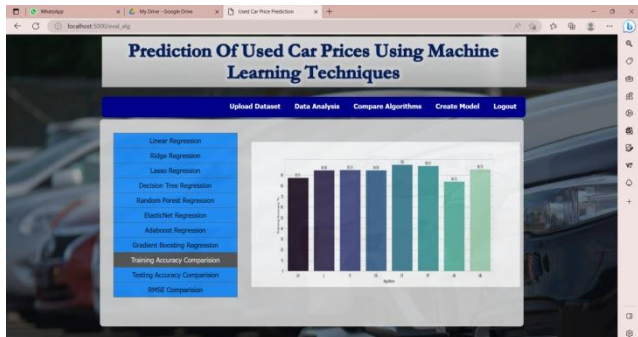 WhatsApp
My Drive - Google Drive
Used Car Price Prediction
localhost:5000/eval_alg
Prediction Of Used Car Prices Using Machine
Learning Techniques
Upload Dataset Data Analysis Compare Algorithms Create Model Logout
Linear Regression
Ridge Regression
Lasso Regression
Decision Tree Regression
Random Forest Regression
ElasticNet Regression
Adaboost Regression
Gradient Boosting Regression
Training Accuracy Comparision
Testing Accuracy Comparision
RMSE Comparision